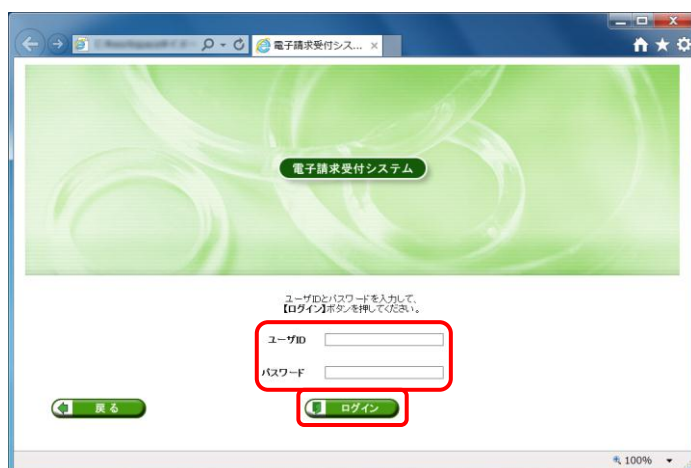 電子請求受付シス...
電子請求受付システム
ユーザIDとパスワードを入力して、
【ログイン】ボタンを押してください。
ユーザID
パスワード
戻る
ログイン
100%